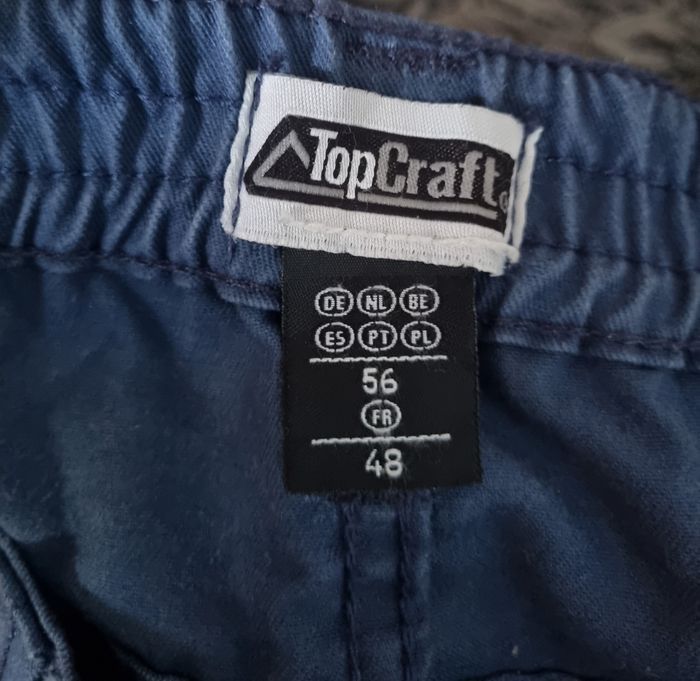 TopCraft
DE NL BE
ES PT PL
56
FR
48